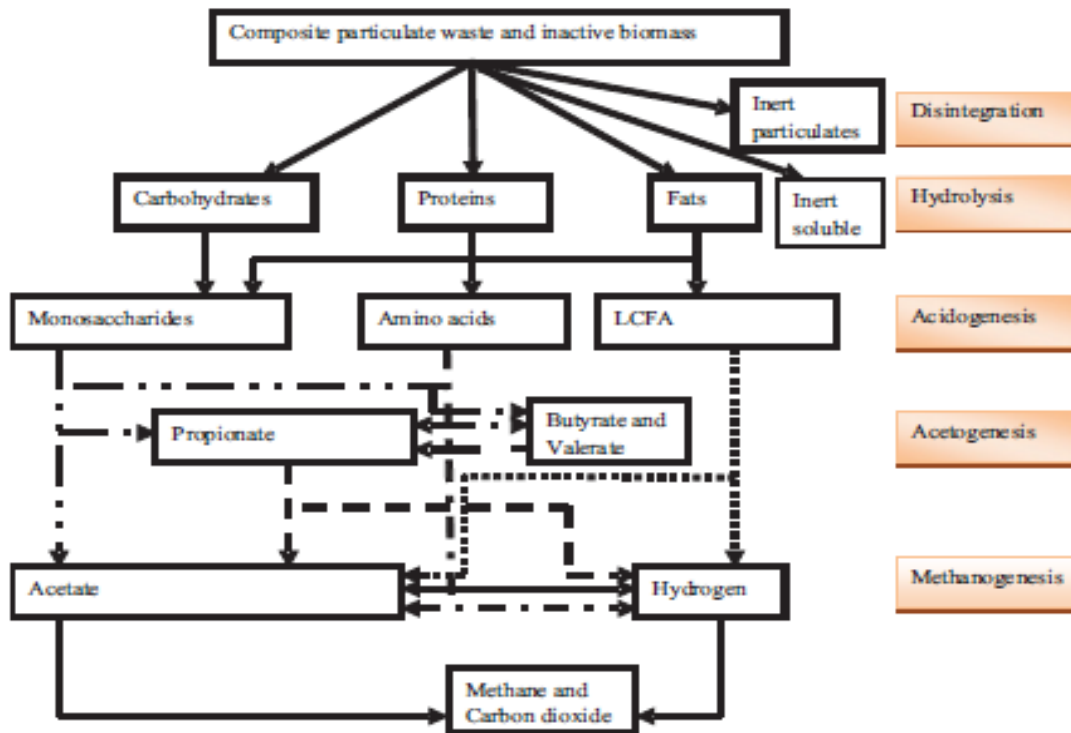 Composite particulate waste and inactive biomass
Inert
particulates
Disintegration
Carbohydrates
Proteins
Fats
Inert
soluble
Hydrolysis
Monosaccharides
Amino acids
LCFA
Acidogenesis
Propionate
Butyrate and
Valerate
Acetogenesis
Acetate
Hydrogen
Methanogenesis
Methane and
Carbon dioxide